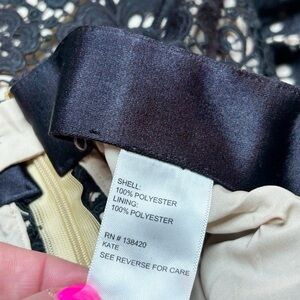 SHELL:
100% POLYESTER
LINING:
100% POLYESTER
RN # 138420
KATE
SEE REVERSE FOR CARE